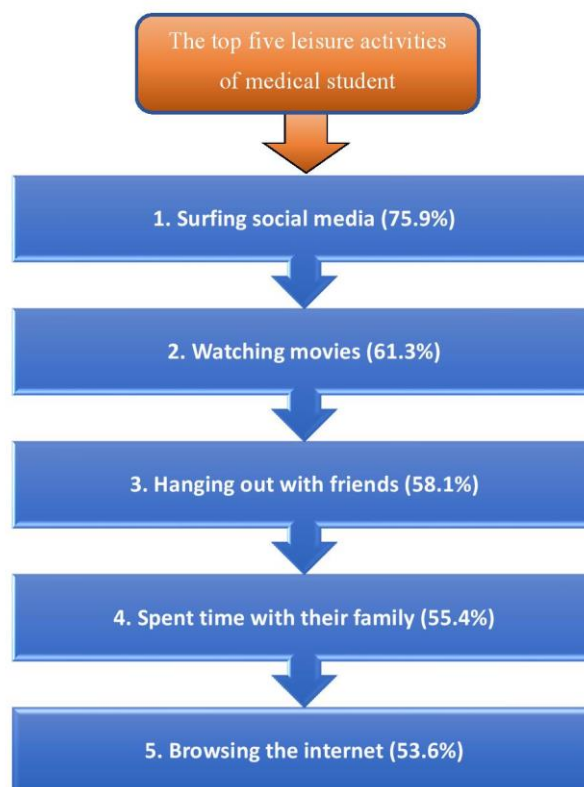 The top five leisure activities
of medical student
1. Surfing social media (75.9%)
2. Watching movies (61.3%)
3. Hanging out with friends (58.1%)
4. Spent time with their family (55.4%)
5. Browsing the internet (53.6%)